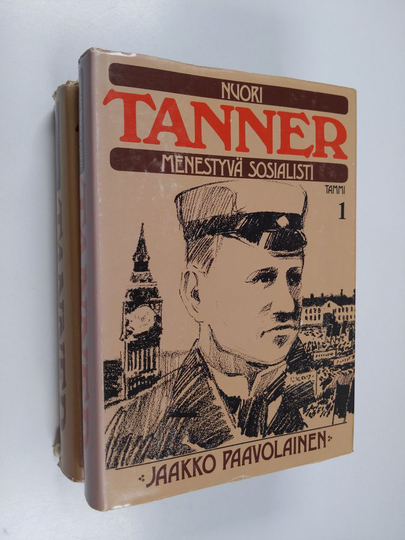 NUORI
TANNER
MENESTYVÄ SOSIALISTI
TAMMI
1
JAAKKO PAAVOLAINEN